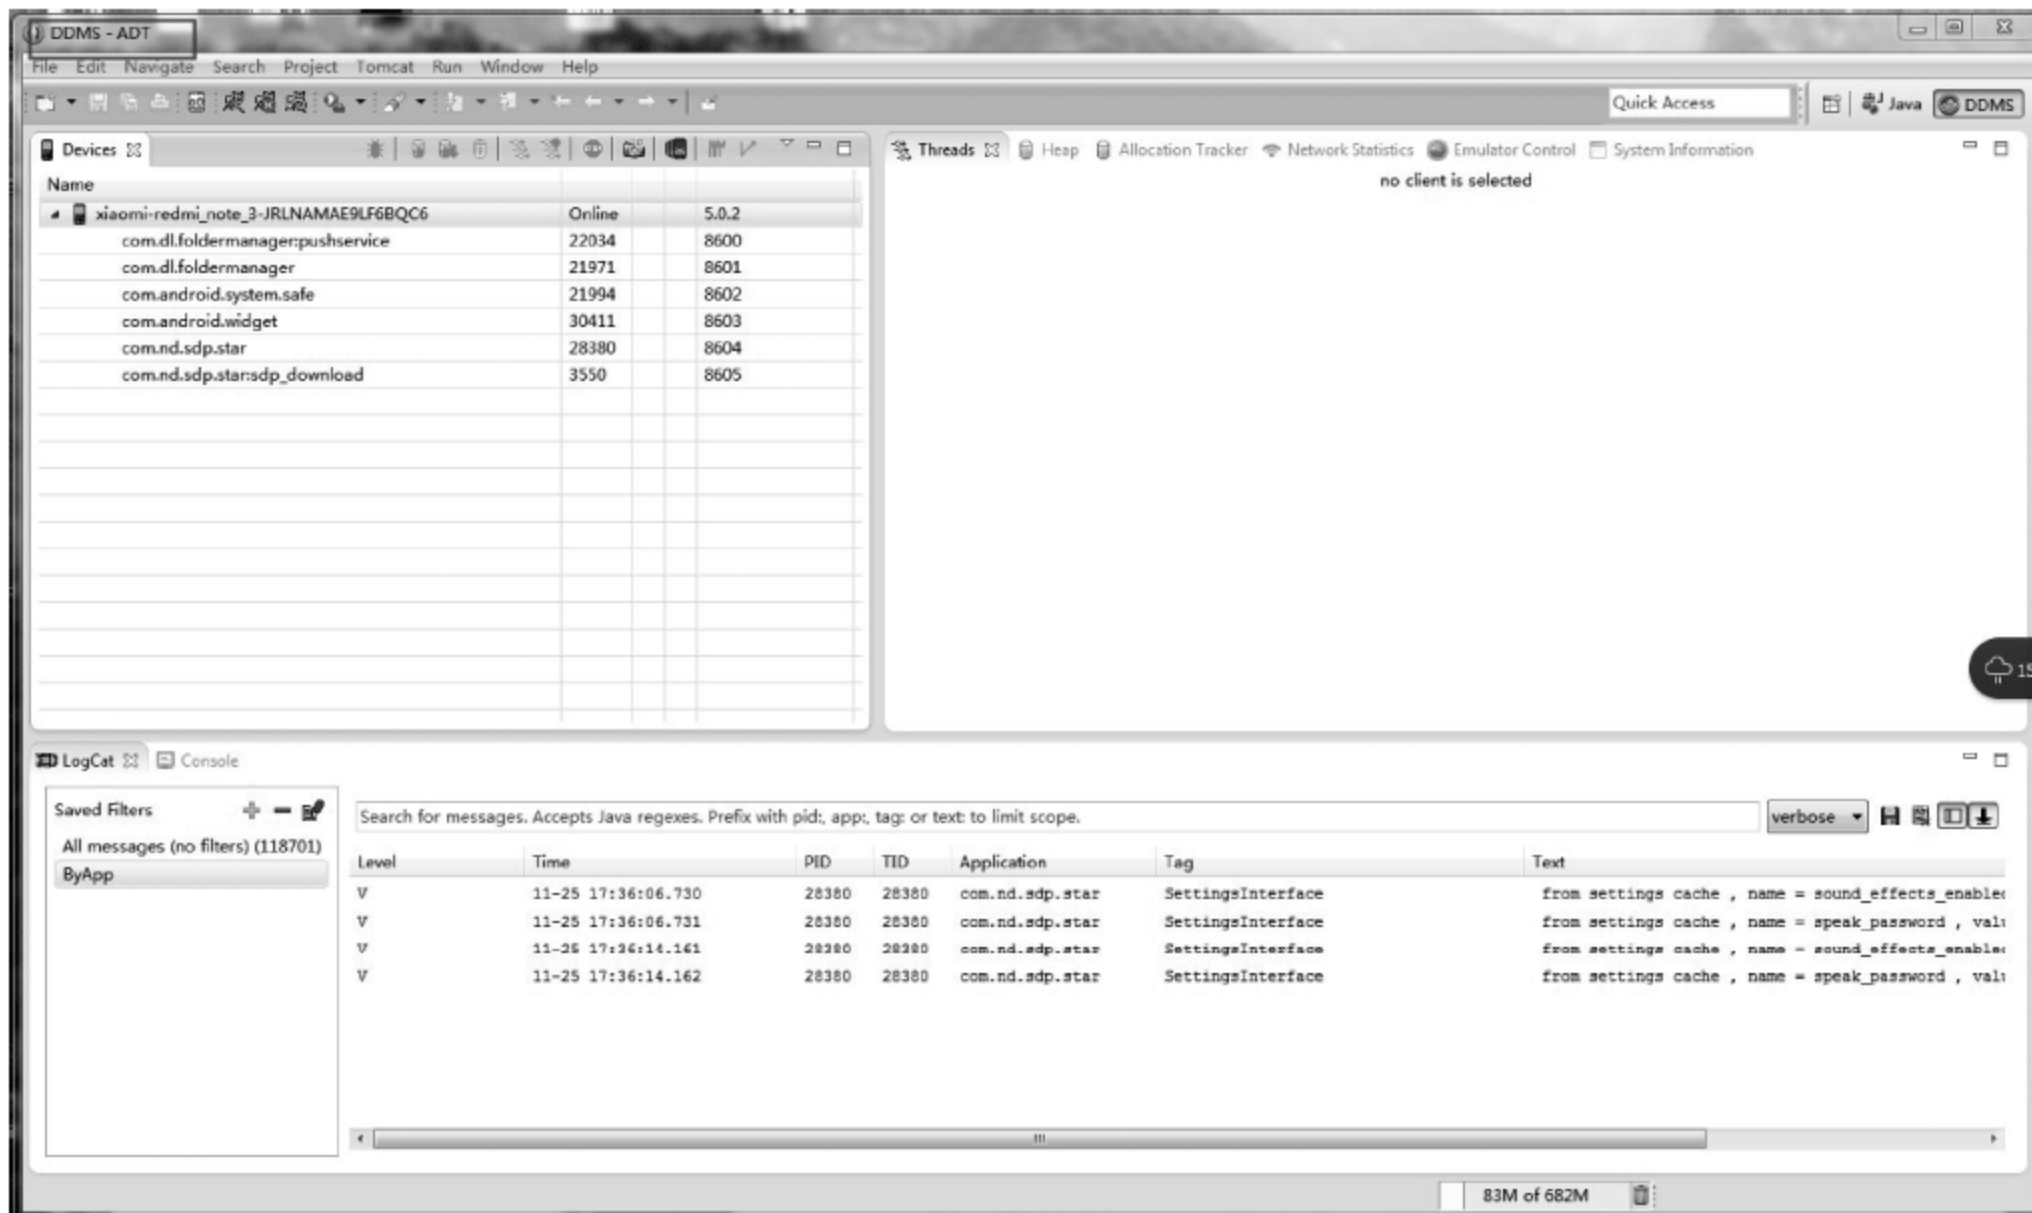 DDMS - ADT
File Edit Navigate Search Project Tomcat Run Window Help
Quick Access Java DDMS
Devices
Name
xiaomi-redmi_note_3-JRLNAMAE9LF6BQC6 Online 5.0.2
com.dl.foldermanager:pushservice 22034 8600
com.dl.foldermanager 21971 8601
com.android.system.safe 21994 8602
com.android.widget 30411 8603
com.nd.sdp.star 28380 8604
com.nd.sdp.star:sdp_download 3550 8605
Threads Heap Allocation Tracker Network Statistics Emulator Control System Information
no client is selected
15
LogCat Console
Saved Filters
All messages (no filters) (118701)
ByApp
Search for messages. Accepts Java regexes. Prefix with pid:, app:, tag: or text: to limit scope. verbose
Level Time PID TID Application Tag Text
V 11-25 17:36:06.730 28380 28380 com.nd.sdp.star SettingsInterface from settings cache , name = sound_effects_enabled
V 11-25 17:36:06.731 28380 28380 com.nd.sdp.star SettingsInterface from settings cache , name = speak_password , valu
V 11-25 17:36:14.161 28380 28380 com.nd.sdp.star SettingsInterface from settings cache , name = sound_effects_enabled
V 11-25 17:36:14.162 28380 28380 com.nd.sdp.star SettingsInterface from settings cache , name = speak_password , valu
83M of 682M